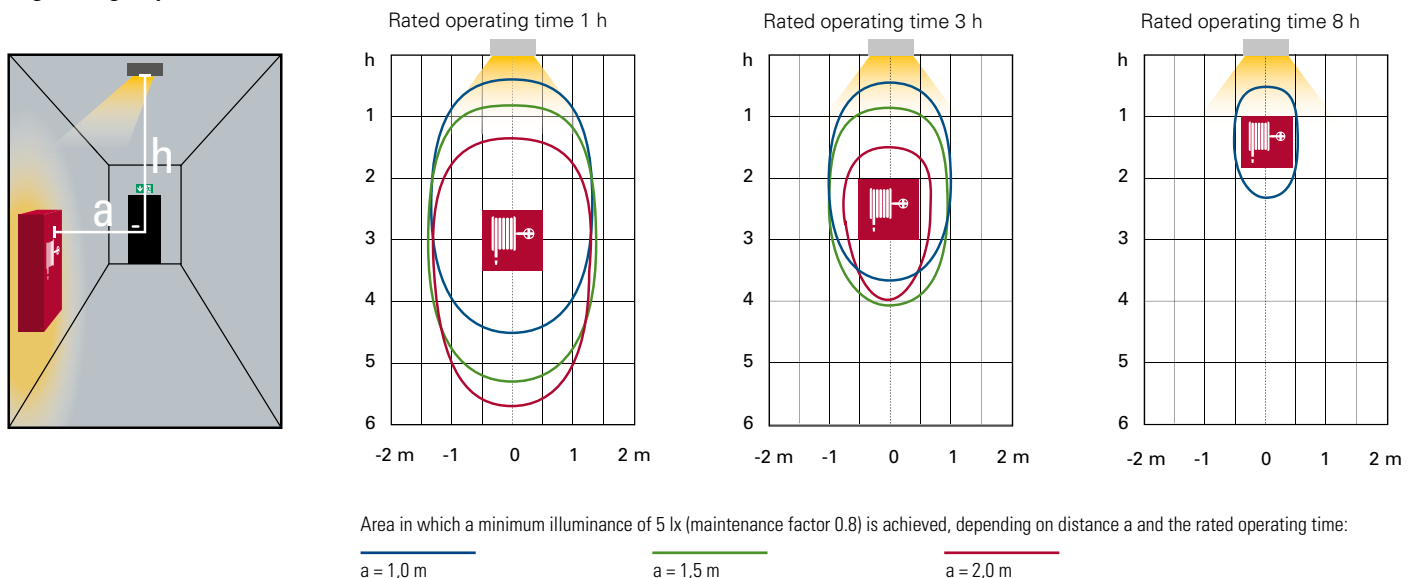 Rated operating time 1 h
Rated operating time 3 h
Rated operating time 8 h
h
a
h
1
2
3
4
5
6
-2 m -1 0 1 2 m
h
1
2
3
4
5
6
-2 m -1 0 1 2 m
h
1
2
3
4
5
6
-2 m -1 0 1 2 m
Area in which a minimum illuminance of 5 lx (maintenance factor 0.8) is achieved, depending on distance a and the rated operating time:
a = 1,0 m
a = 1,5 m
a = 2,0 m